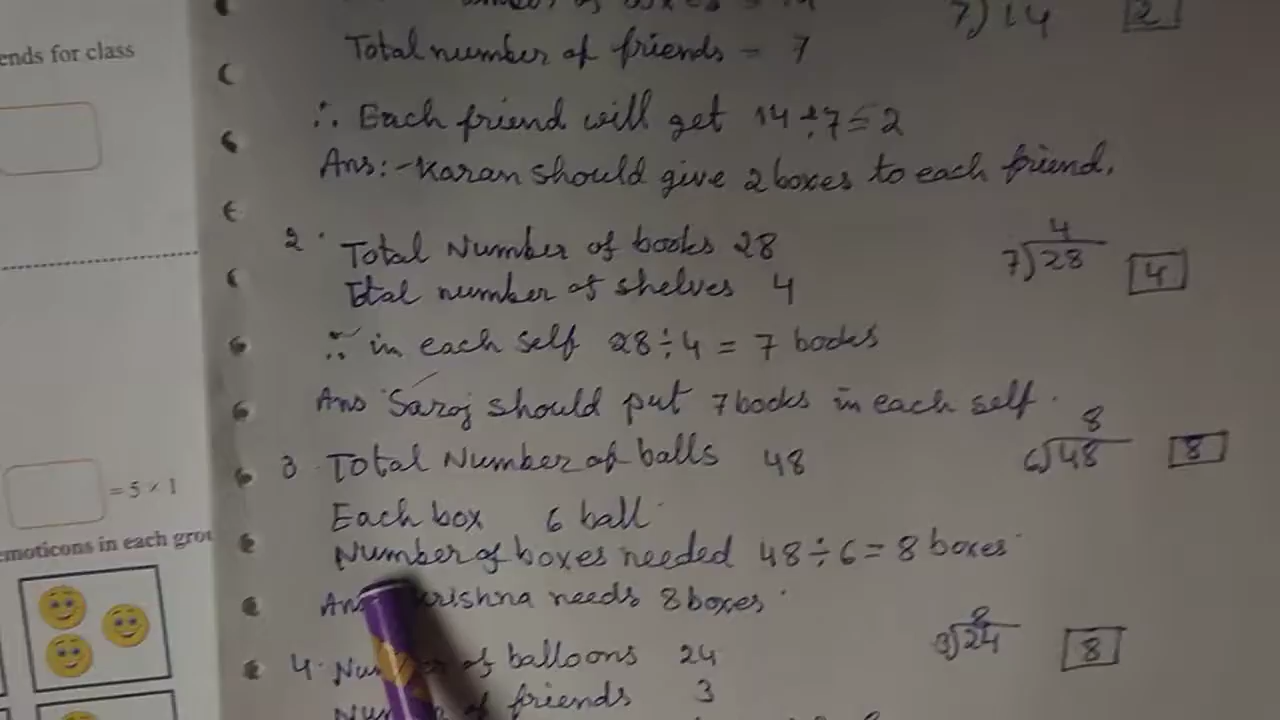 ends for class
= 5 × 1
emoticons in each grou
7)14
2
Total number of friends - 7
∴ Each friend will get 14÷7=2
Ans:- Karan should give 2 boxes to each friend.
2. Total Number of books 28
4
7)28
4
Total number of shelves 4
∴ in each self 28÷4 = 7 books
Ans Saroj should put 7 books in each self.
3. Total Number of balls 48
8
6)48
8
Each box 6 ball.
Number of boxes needed 48÷6 = 8 boxes
Ans Krishna needs 8 boxes.
4. Number of balloons 24
8
3)24
8
Number of friends 3